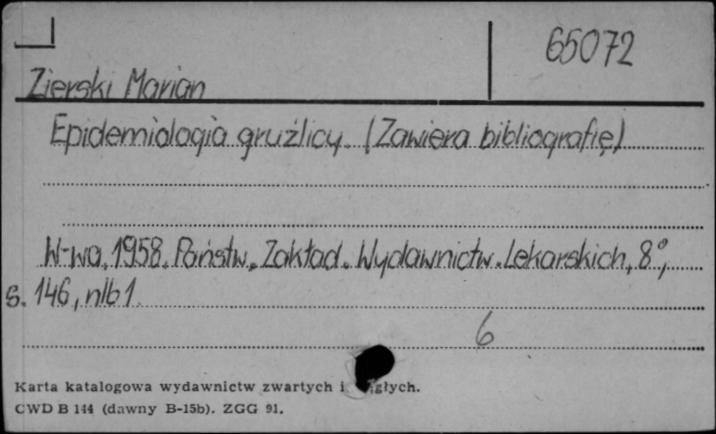 65072
Zierski Marian
Epidemiologia gruźlicy. (Zawiera bibliografię)
W-wa, 1958. Państw. Zakład. Wydawnictw. Lekarskich, 8°,
s. 146, nlb 1.
6
Karta katalogowa wydawnictw zwartych i
CWD B 144 (dawny B-15b). ZGG 91.